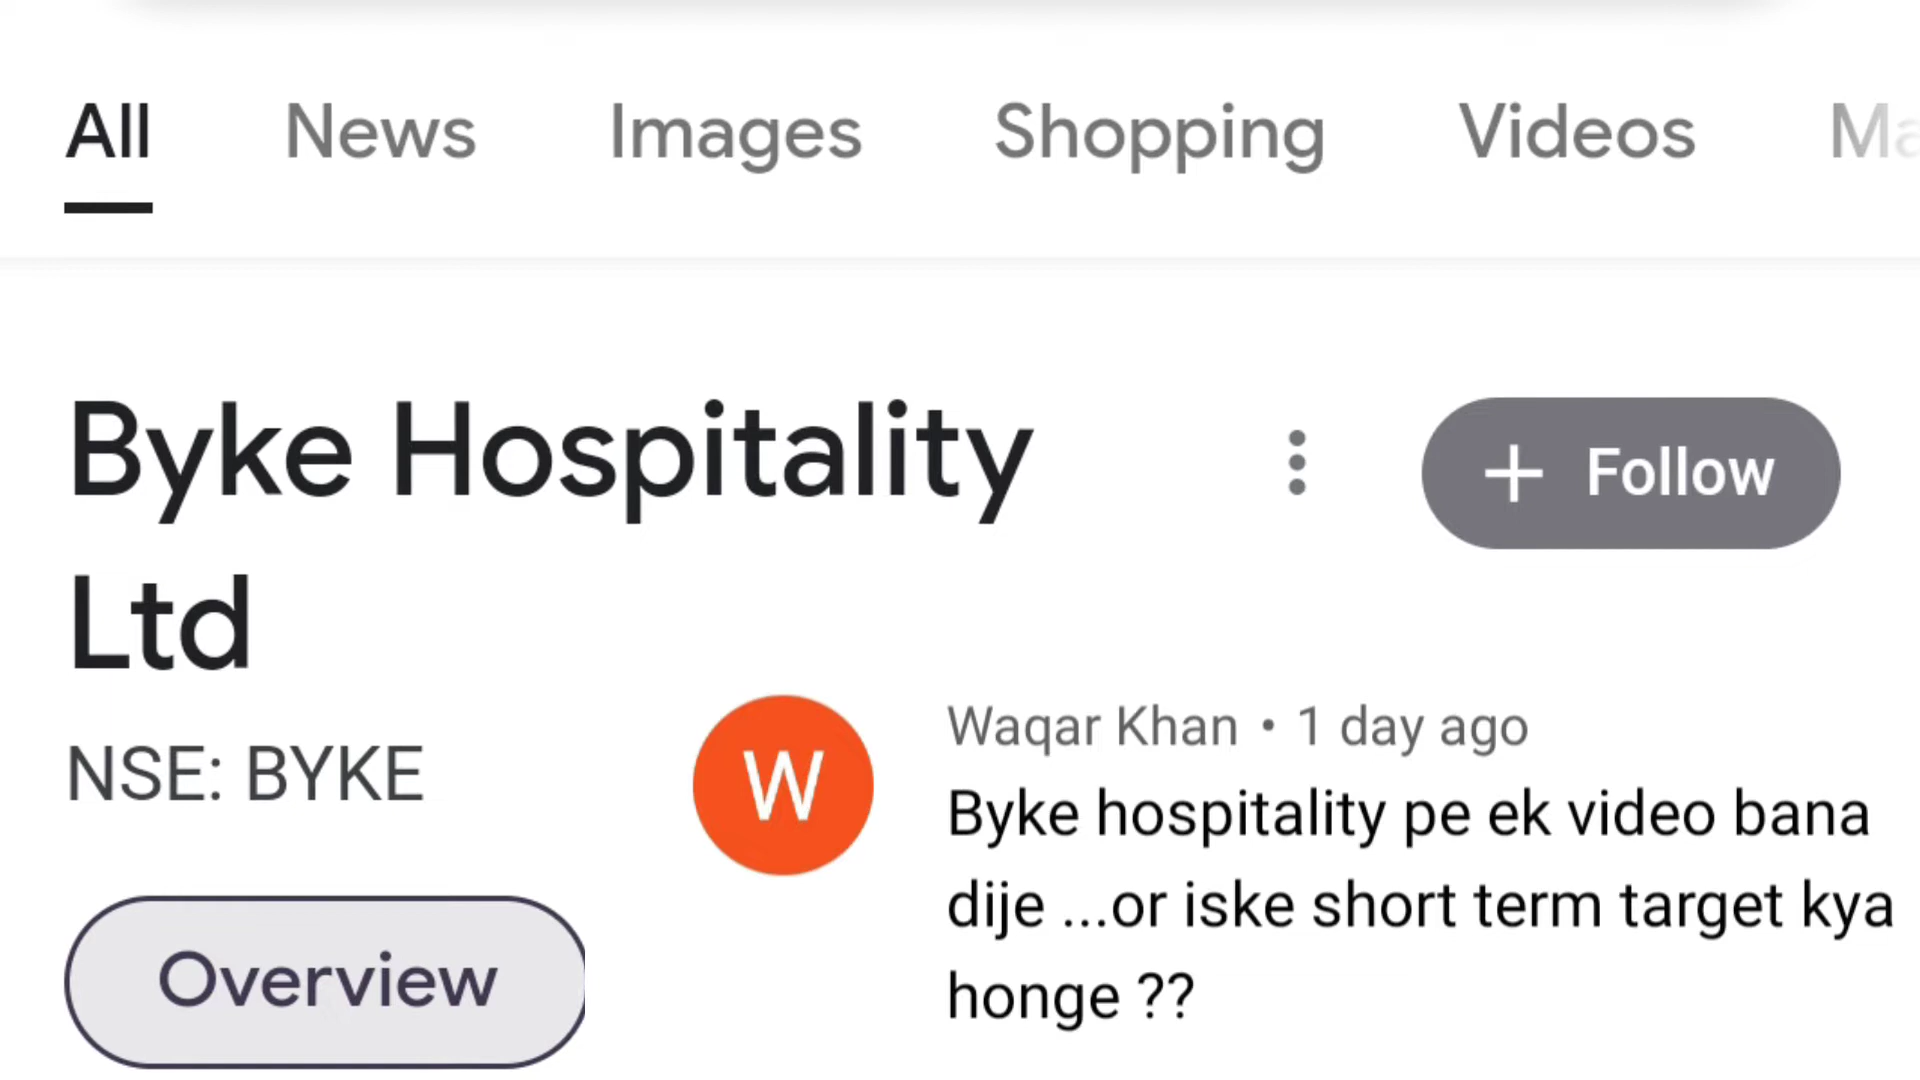 All News Images Shopping Videos Ma
Byke Hospitality
+ Follow
Ltd
NSE: BYKE
Overview
W
Waqar Khan • 1 day ago
Byke hospitality pe ek video bana
dije ...or iske short term target kya
honge ??